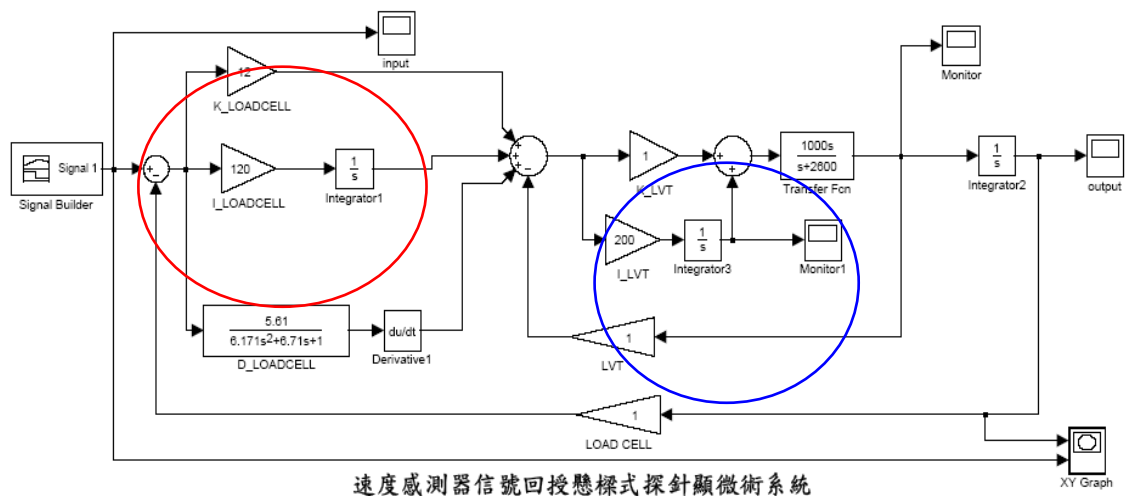 input
Monitor
12
K_LOADCELL
Signal 1
Signal Builder
+
−
120
I_LOADCELL
1
s
Integrator1
+
+
+
−
1
K_LVT
+
+
1000s
s+2600
Transfer Fcn
1
s
Integrator2
output
200
I_LVT
1
s
Integrator3
Monitor1
5.61
6.171s²+6.71s+1
D_LOADCELL
du/dt
Derivative1
1
LVT
1
LOAD CELL
XY Graph
速度感測器信號回授懸樑式探針顯微術系統